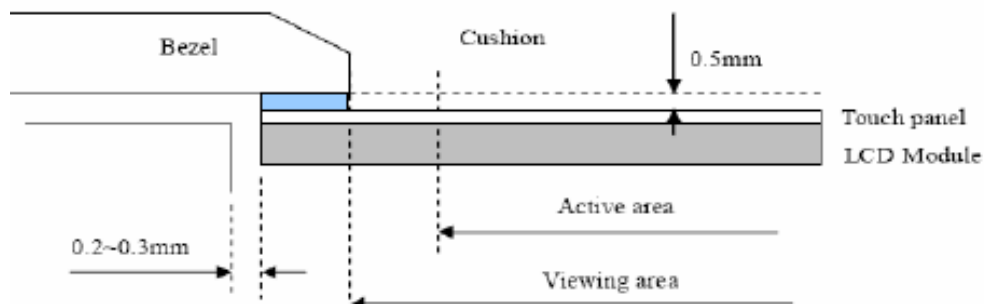 Bezel
Cushion
0.5mm
Touch panel
LCD Module
Active area
0.2~0.3mm
Viewing area